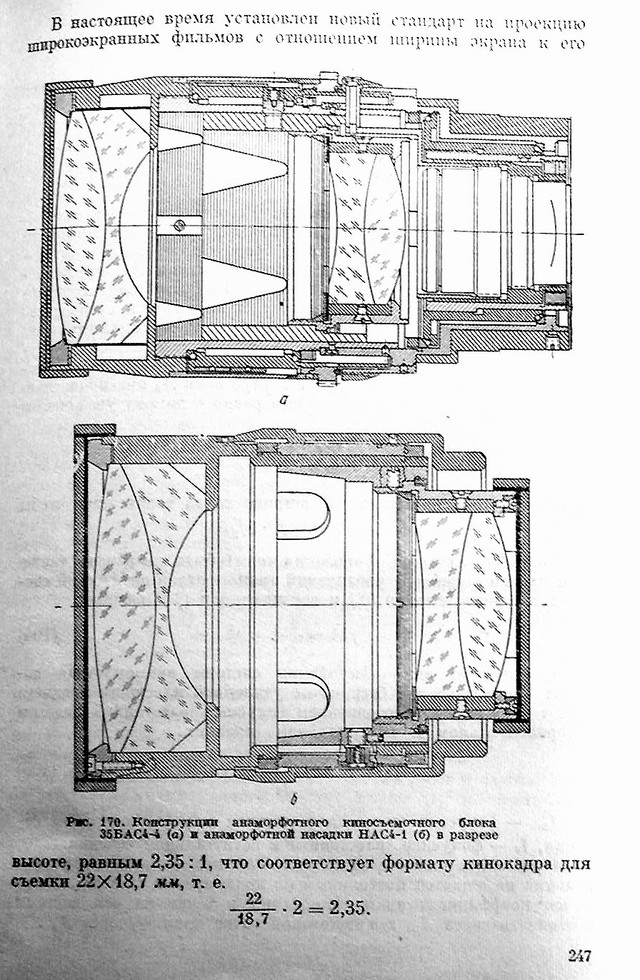 В настоящее время установлен новый стандарт на проекцию
широкоэкранных фильмов с отношением ширины экрана к его
а
б
Рис. 170. Конструкции анаморфотного киносъемочного блока
35БАС4-4 (а) и анаморфотной насадки НАС4-1 (б) в разрезе
высоте, равным 2,35 : 1, что соответствует формату кинокадра для
съемки 22×18,7 мм, т. е.
22
18,7 · 2 = 2,35.
247